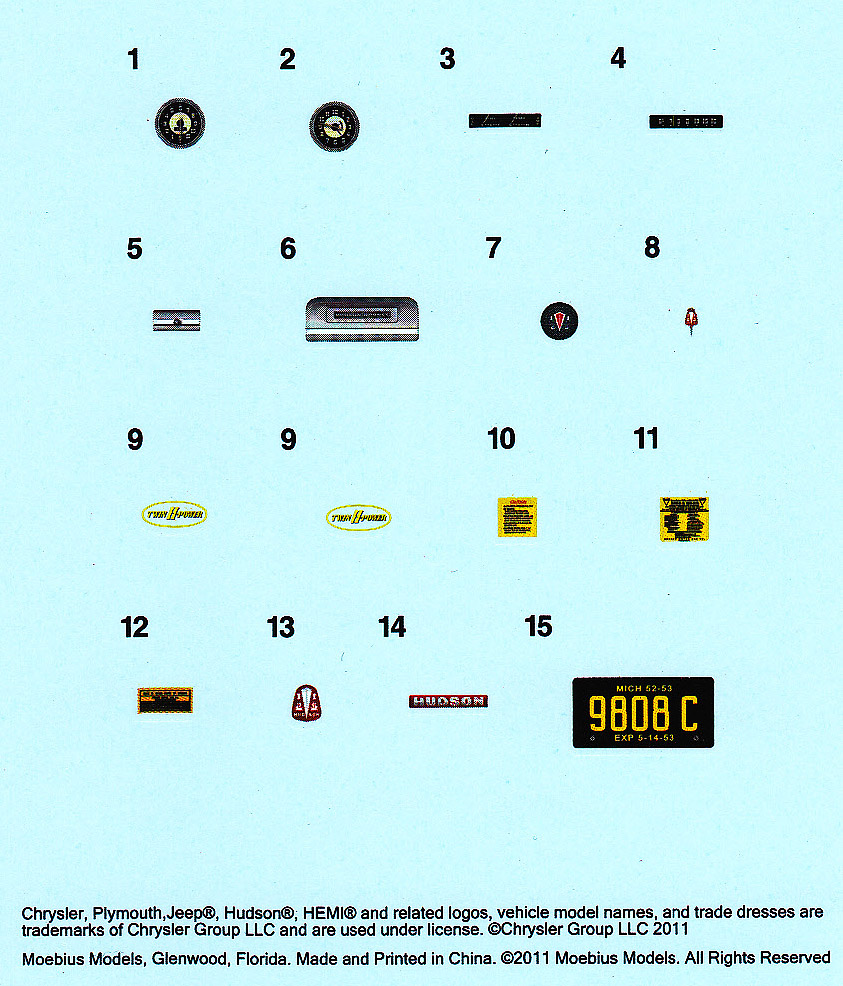 1 2 3 4
5 6 7 8
9 9 10 11
TWIN H-POWER TWIN H-POWER
12 13 14 15
MICH 52-53
HUDSON HUDSON 9808 C
EXP 5-14-53
Chrysler, Plymouth,Jeep®, Hudson®, HEMI® and related logos, vehicle model names, and trade dresses are
trademarks of Chrysler Group LLC and are used under license. ©Chrysler Group LLC 2011
Moebius Models, Glenwood, Florida. Made and Printed in China. ©2011 Moebius Models. All Rights Reserved